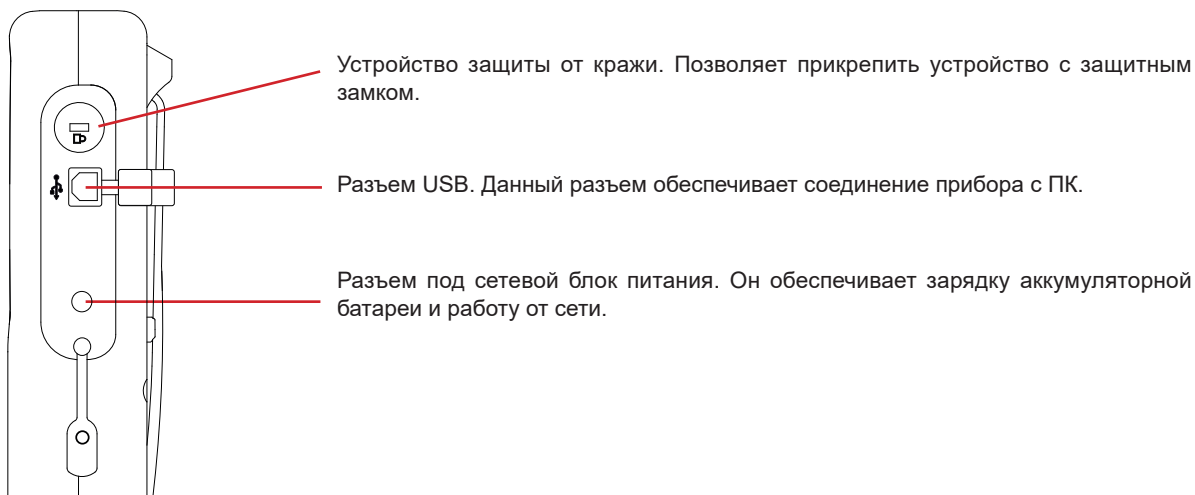 Устройство защиты от кражи. Позволяет прикрепить устройство с защитным
замком.
Разъем USB. Данный разъем обеспечивает соединение прибора с ПК.
Разъем под сетевой блок питания. Он обеспечивает зарядку аккумуляторной
батареи и работу от сети.